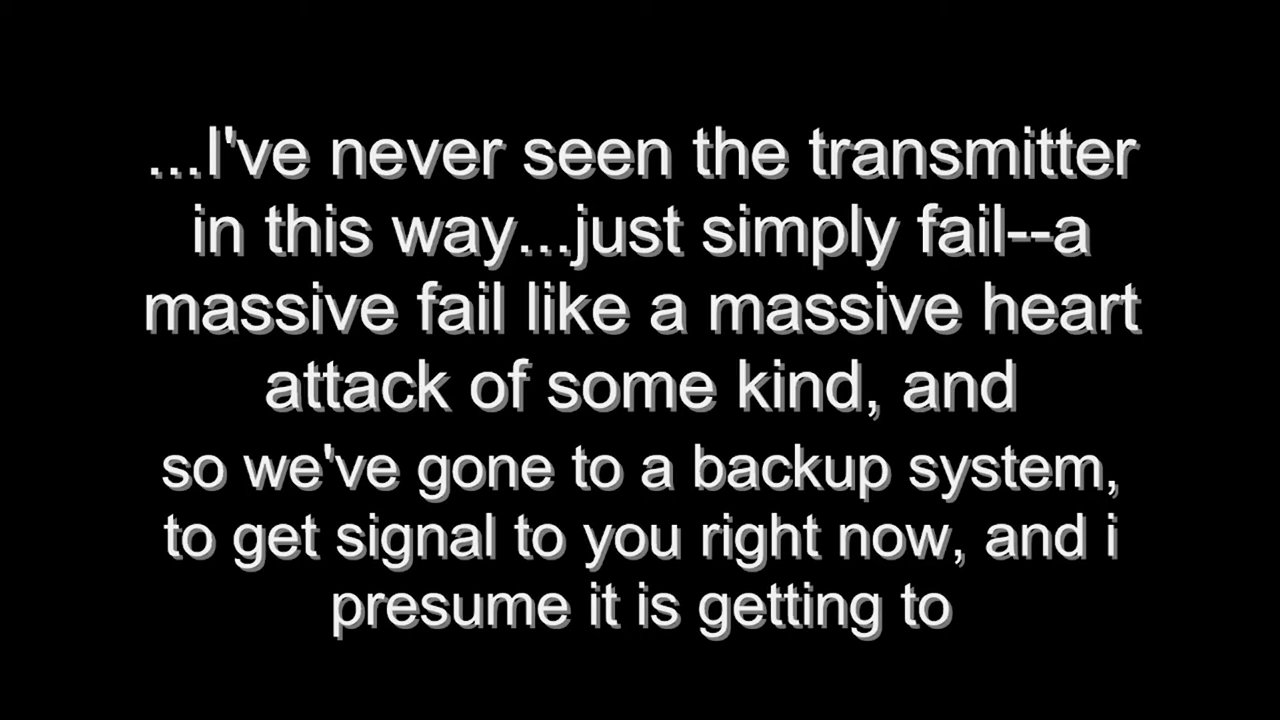 ...I've never seen the transmitter
in this way...just simply fail--a
massive fail like a massive heart
attack of some kind, and
so we've gone to a backup system,
to get signal to you right now, and i
presume it is getting to